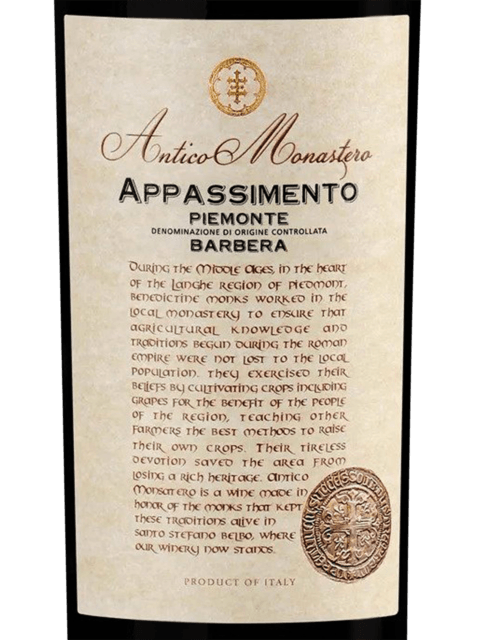 Antico Monastero
APPASSIMENTO
PIEMONTE
DENOMINAZIONE DI ORIGINE CONTROLLATA
BARBERA
During the Middle Ages, in the heart
of the Langhe region of Piedmont,
Benedictine monks worked in the
local monastery to ensure that
agricultural knowledge and
traditions begun during the Roman
Empire were not lost to the local
population. They exercised their
beliefs by cultivating crops including
grapes for the benefit of the people
of the region, teaching other
farmers the best methods to raise
their own crops. Their tireless
devotion saved the area from
losing a rich heritage. Antico
Monsatero is a wine made in
honor of the monks that kept
these traditions alive in
Santo Stefano Belbo, where
our winery now stands.
PRODUCT OF ITALY